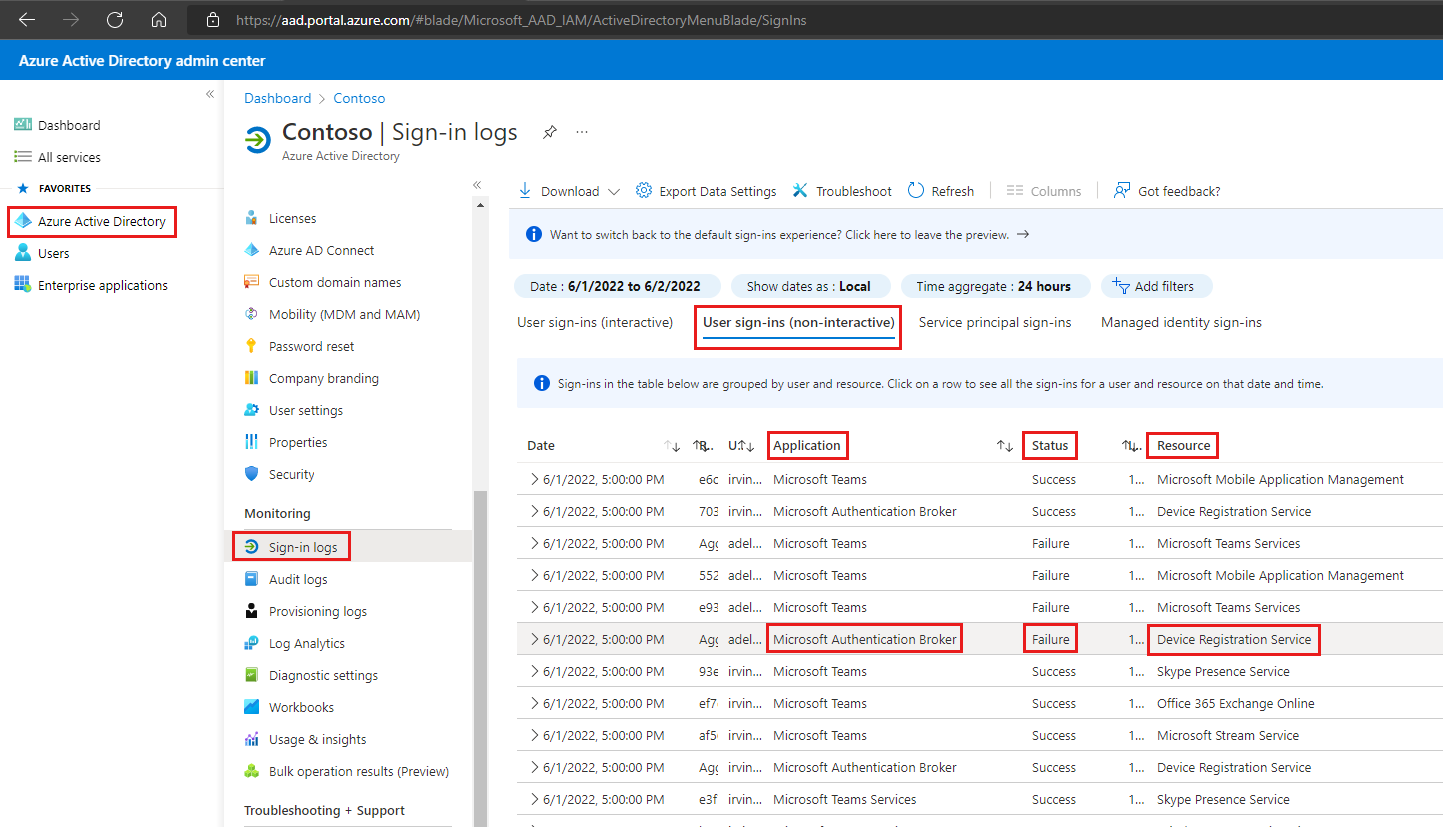 https://aad.portal.azure.com/#blade/Microsoft_AAD_IAM/ActiveDirectoryMenuBlade/SignIns
Azure Active Directory admin center
Dashboard
All services
FAVORITES
Azure Active Directory
Users
Enterprise applications
Dashboard > Contoso
Contoso | Sign-in logs
Azure Active Directory
Licenses
Azure AD Connect
Custom domain names
Mobility (MDM and MAM)
Password reset
Company branding
User settings
Properties
Security
Monitoring
Sign-in logs
Audit logs
Provisioning logs
Log Analytics
Diagnostic settings
Workbooks
Usage & insights
Bulk operation results (Preview)
Troubleshooting + Support
Download Export Data Settings Troubleshoot Refresh Columns Got feedback?
Want to switch back to the default sign-ins experience? Click here to leave the preview. →
Date : 6/1/2022 to 6/2/2022 Show dates as : Local Time aggregate : 24 hours Add filters
User sign-ins (interactive) User sign-ins (non-interactive) Service principal sign-ins Managed identity sign-ins
Sign-ins in the table below are grouped by user and resource. Click on a row to see all the sign-ins for a user and resource on that date and time.
Date R.. U. Application Status I... Resource
6/1/2022, 5:00:00 PM e6c irvin... Microsoft Teams Success 1... Microsoft Mobile Application Management
6/1/2022, 5:00:00 PM 703 irvin... Microsoft Authentication Broker Success 1... Device Registration Service
6/1/2022, 5:00:00 PM Agg adel... Microsoft Teams Failure 1... Microsoft Teams Services
6/1/2022, 5:00:00 PM 552 adel... Microsoft Teams Failure 1... Microsoft Mobile Application Management
6/1/2022, 5:00:00 PM e93 adel... Microsoft Teams Failure 1... Microsoft Teams Services
6/1/2022, 5:00:00 PM Agg adel... Microsoft Authentication Broker Failure 1... Device Registration Service
6/1/2022, 5:00:00 PM 93e irvin... Microsoft Teams Success 1... Skype Presence Service
6/1/2022, 5:00:00 PM ef7 irvin... Microsoft Teams Success 1... Office 365 Exchange Online
6/1/2022, 5:00:00 PM af5 irvin... Microsoft Teams Success 1... Microsoft Stream Service
6/1/2022, 5:00:00 PM Agg irvin... Microsoft Authentication Broker Success 1... Device Registration Service
6/1/2022, 5:00:00 PM e3f irvin... Microsoft Teams Services Success 1... Skype Presence Service